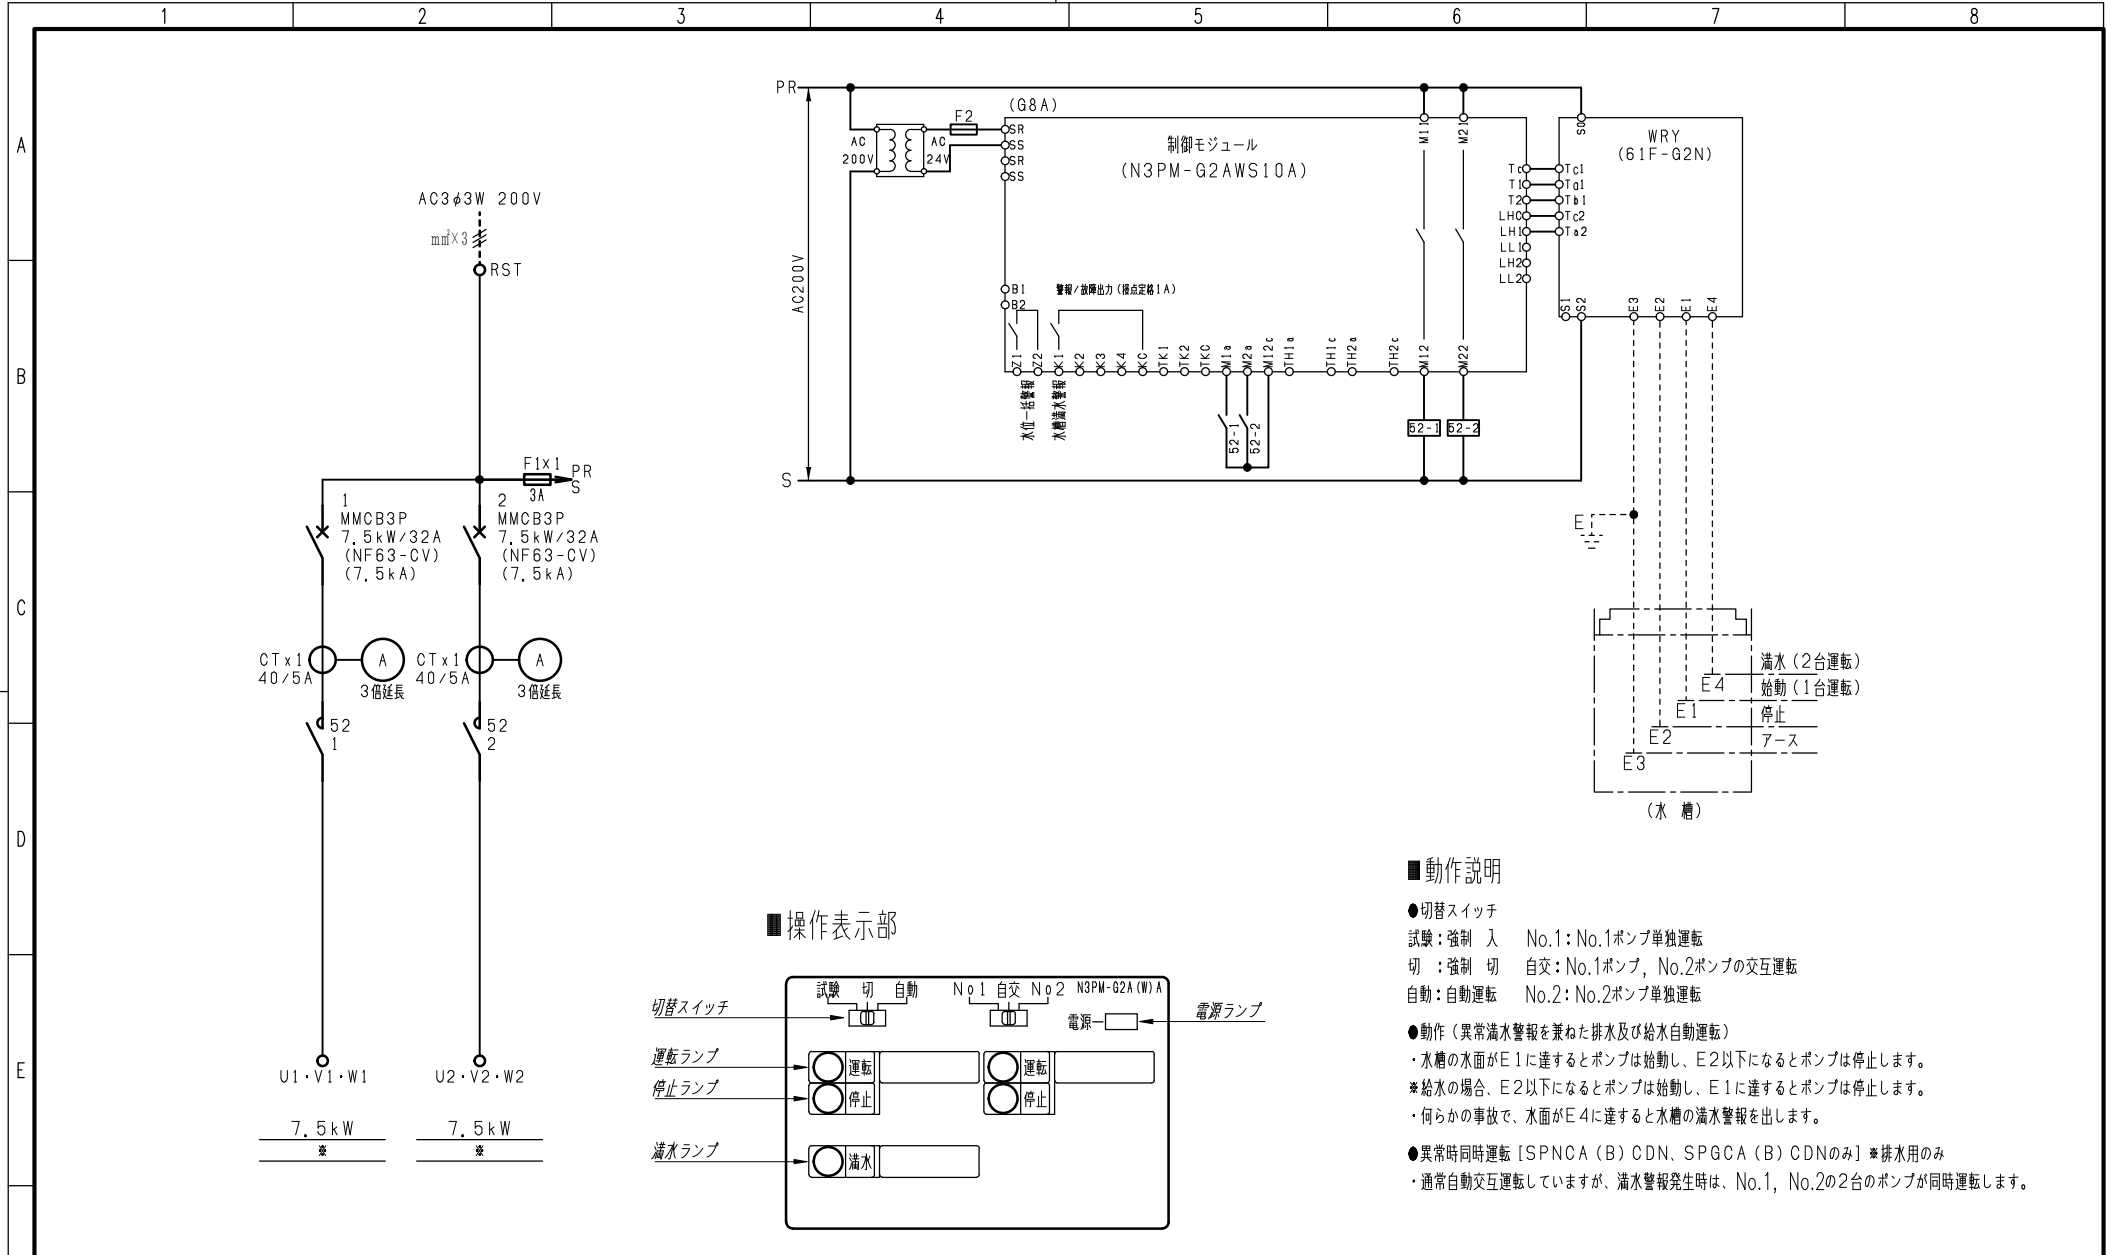 1 2 3 4 5 6 7 8
A
B
C
D
E
AC3φ3W 200V
mm²×3
RST
F1x1
3A
PR
S
1
MMCB3P
7.5kW/32A
(NF63-CV)
(7.5kA)
2
MMCB3P
7.5kW/32A
(NF63-CV)
(7.5kA)
CTx1
40/5A
A
3倍延長
CTx1
40/5A
A
3倍延長
52
1
52
2
U1・V1・W1
U2・V2・W2
7.5kW
※
7.5kW
※
PR
AC200V
S
AC
200V
AC
24V
F2
(G8A)
SR
SS
SR
SS
制御モジュール
(N3PM-G2AWS10A)
M11
M21
Tc
T1
T2
LHC
LH1
LL1
LH2
LL2
B1
B2
警報/故障出力(接点定格1A)
Z1
Z2
K1
K2
K3
K4
KC
TK1
TK2
TKC
M1a
M2a
M12c
TH1a
TH1c
TH2a
TH2c
M12
M22
水位一括警報
水槽満水警報
52-1
52-2
52-1
52-2
S0
WRY
(61F-G2N)
Tc1
Ta1
Tb1
Tc2
Ta2
S1
S2
E3
E2
E1
E4
E
E4
満水(2台運転)
E1
始動(1台運転)
E2
停止
E3
アース
(水 槽)
■操作表示部
試験 切 自動
No1 自交 No2
N3PM-G2A(W)A
切替スイッチ
電源
電源ランプ
運転ランプ
運転
運転
停止ランプ
停止
停止
満水ランプ
満水
■動作説明
●切替スイッチ
試験:強制 入 No.1:No.1ポンプ単独運転
切 :強制 切 自交:No.1ポンプ, No.2ポンプの交互運転
自動:自動運転 No.2:No.2ポンプ単独運転
●動作(異常満水警報を兼ねた排水及び給水自動運転)
・水槽の水面がE1に達するとポンプは始動し、E2以下になるとポンプは停止します。
※給水の場合、E2以下になるとポンプは始動し、E1に達するとポンプは停止します。
・何らかの事故で、水面がE4に達すると水槽の満水警報を出します。
●異常時同時運転[SPNCA(B)CDN、SPGCA(B)CDNのみ]※排水用のみ
・通常自動交互運転していますが、満水警報発生時は、No.1, No.2の2台のポンプが同時運転します。